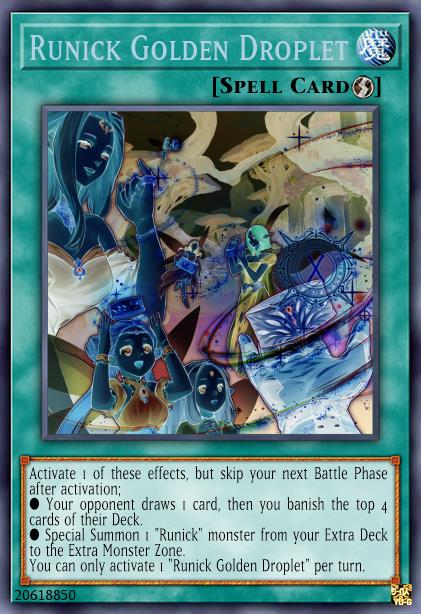 Runick Golden Droplet 魔
[Spell Card]
Activate 1 of these effects, but skip your next Battle Phase
after activation;
● Your opponent draws 1 card, then you banish the top 4
cards of their Deck.
● Special Summon 1 "Runick" monster from your Extra Deck
to the Extra Monster Zone.
You can only activate 1 "Runick Golden Droplet" per turn.
20618850